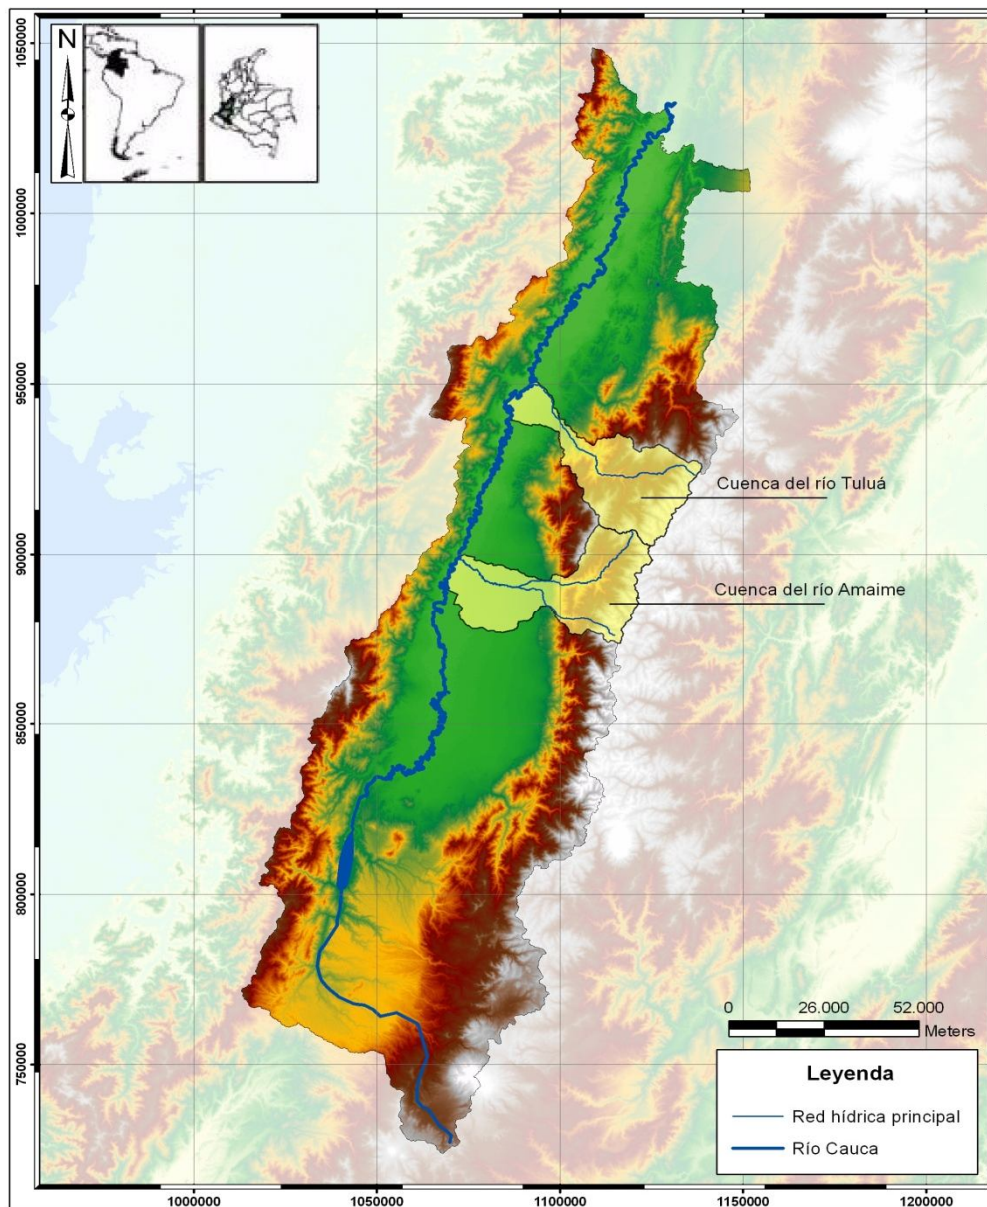 N
1050000
1000000
950000
900000
850000
800000
750000
Cuenca del río Tuluá
Cuenca del río Amaime
0 26.000 52.000
Meters
Leyenda
Red hídrica principal
Río Cauca
1000000 1050000 1100000 1150000 1200000